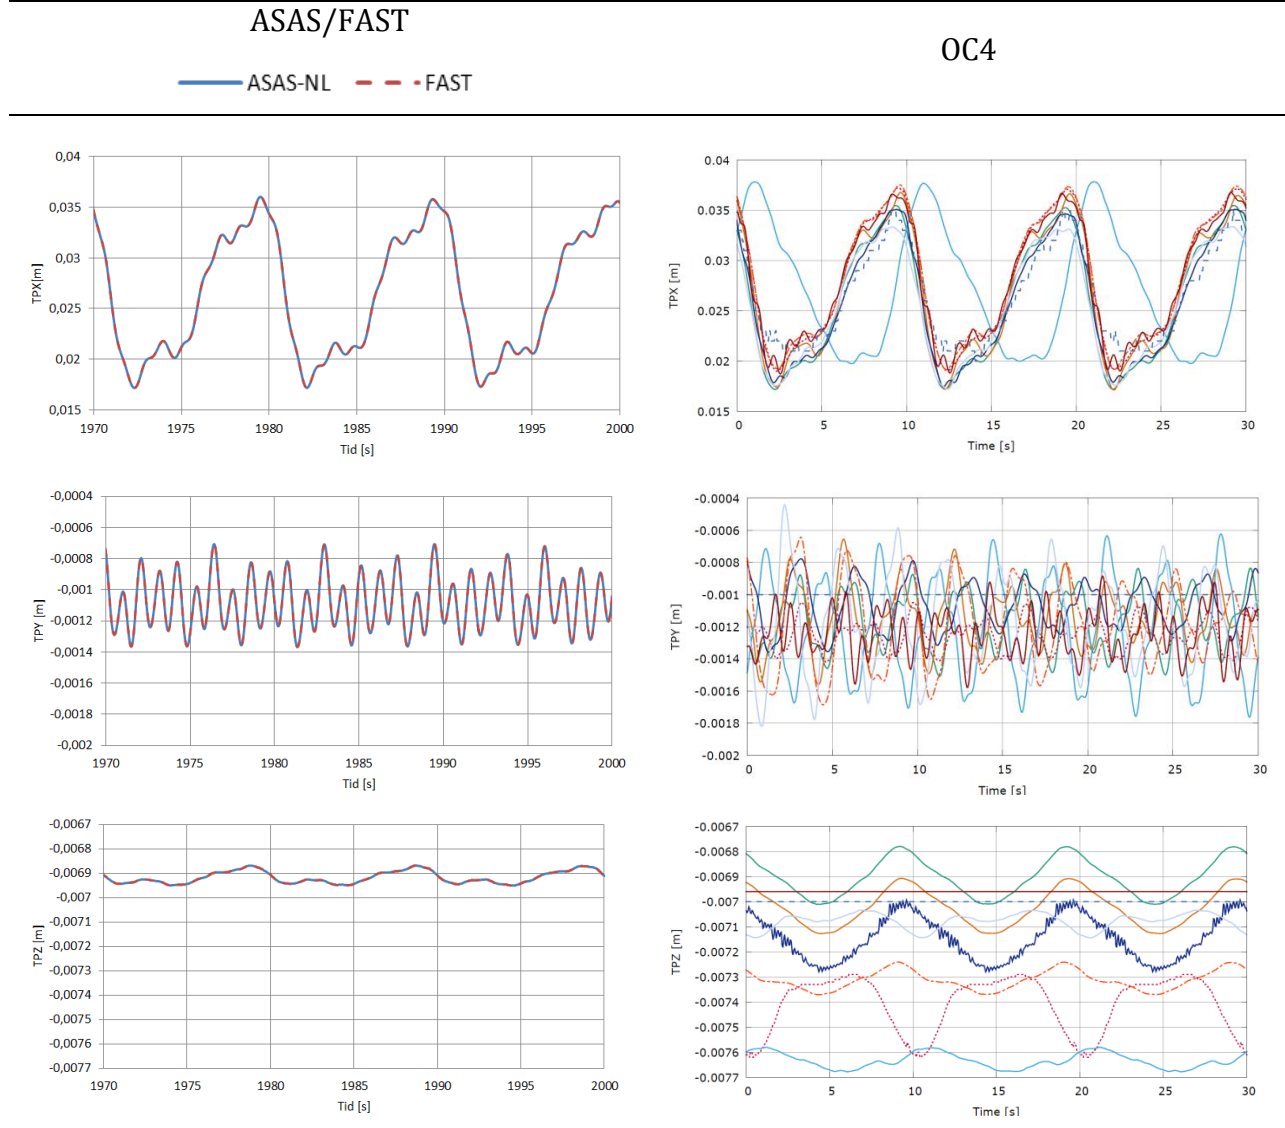 ASAS/FAST
OC4
ASAS-NL FAST
0,04
0,035
0,03
0,025
0,02
0,015
TPX[m]
1970 1975 1980 1985 1990 1995 2000
Tid [s]
0.04
0.035
0.03
0.025
0.02
0.015
TPX [m]
0 5 10 15 20 25 30
Time [s]
-0,0004
-0,0006
-0,0008
-0,001
-0,0012
-0,0014
-0,0016
-0,0018
-0,002
TPY [m]
1970 1975 1980 1985 1990 1995 2000
Tid [s]
-0.0004
-0.0006
-0.0008
-0.001
-0.0012
-0.0014
-0.0016
-0.0018
-0.002
TPY [m]
0 5 10 15 20 25 30
Time [s]
-0,0067
-0,0068
-0,0069
-0,007
-0,0071
-0,0072
-0,0073
-0,0074
-0,0075
-0,0076
-0,0077
TPZ [m]
1970 1975 1980 1985 1990 1995 2000
Tid [s]
-0.0067
-0.0068
-0.0069
-0.007
-0.0071
-0.0072
-0.0073
-0.0074
-0.0075
-0.0076
-0.0077
TPZ [m]
0 5 10 15 20 25 30
Time [s]